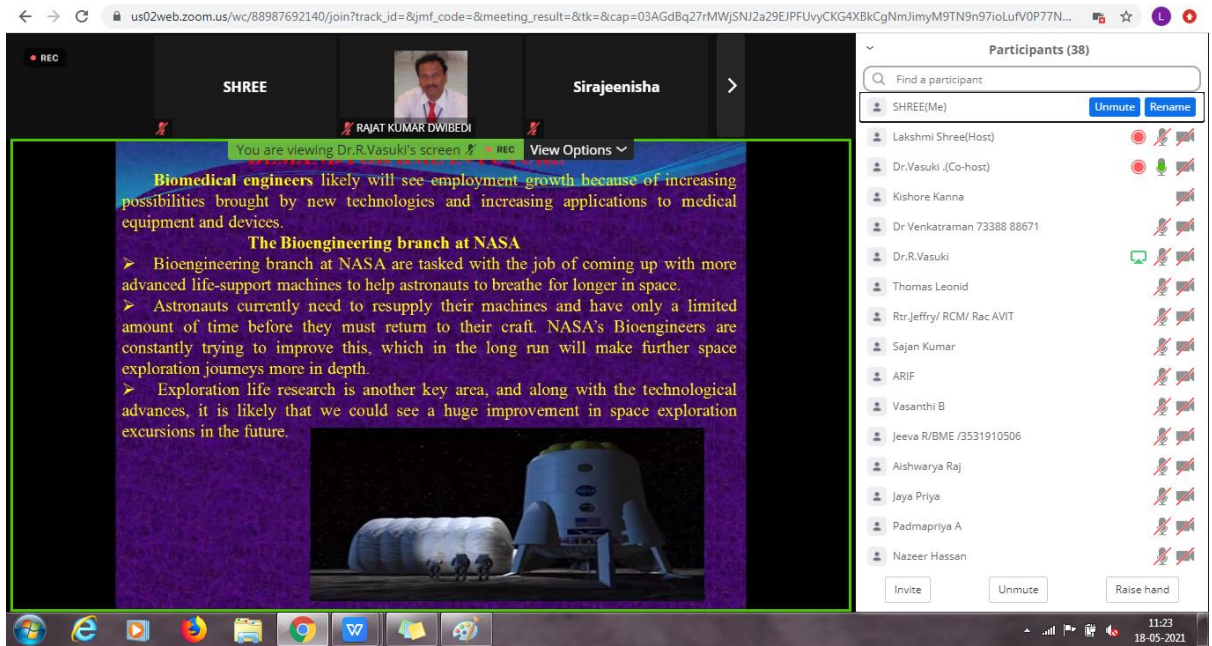 us02web.zoom.us/wc/88987692140/join?track_id=&jmf_code=&meeting_result=&tk=&cap=03AGdBq27rMWjSNJ2a29EJPFUvyCKG4XBkCgNmJimyM9TN9n97ioLufV0P77N...
L
REC
SHREE
RAJAT KUMAR DWIBEDI
Sirajeenisha
You are viewing Dr.R.Vasuki's screen REC View Options
Biomedical engineers likely will see employment growth because of increasing
possibilities brought by new technologies and increasing applications to medical
equipment and devices.
The Bioengineering branch at NASA
➢ Bioengineering branch at NASA are tasked with the job of coming up with more
advanced life-support machines to help astronauts to breathe for longer in space.
➢ Astronauts currently need to resupply their machines and have only a limited
amount of time before they must return to their craft. NASA's Bioengineers are
constantly trying to improve this, which in the long run will make further space
exploration journeys more in depth.
➢ Exploration life research is another key area, and along with the technological
advances, it is likely that we could see a huge improvement in space exploration
excursions in the future.
Participants (38)
Find a participant
SHREE(Me) Unmute Rename
Lakshmi Shree(Host)
Dr.Vasuki .(Co-host)
Kishore Kanna
Dr Venkatraman 73388 88671
Dr.R.Vasuki
Thomas Leonid
Rtr.Jeffry/ RCM/ Rac AVIT
Sajan Kumar
ARIF
Vasanthi B
Jeeva R/BME /3531910506
Aishwarya Raj
Jaya Priya
Padmapriya A
Nazeer Hassan
Invite Unmute Raise hand
11:23
18-05-2021